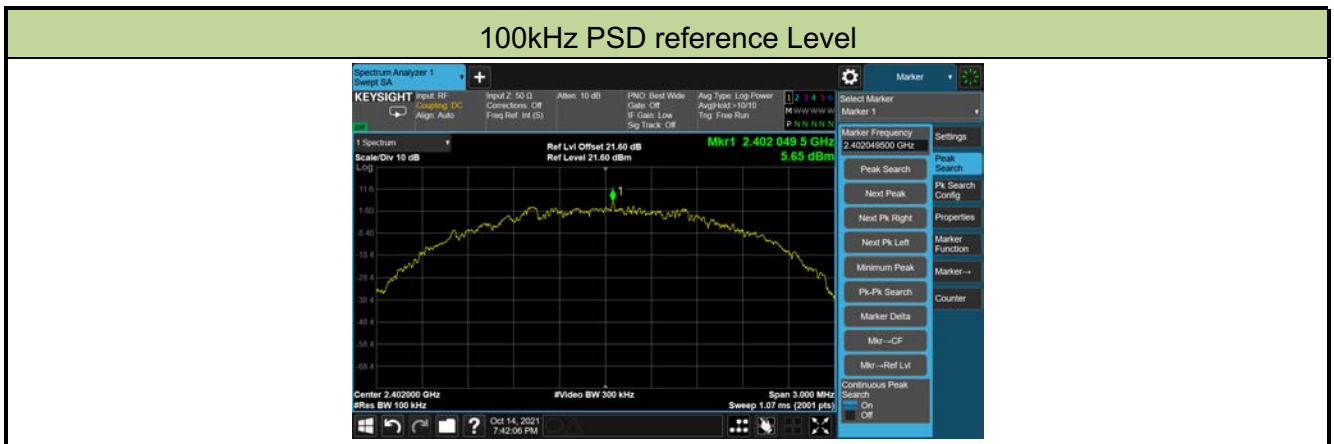 100kHz PSD reference Level
Spectrum Analyzer 1
Swept SA
+
Marker
KEYSIGHT
Input: RF
Coupling: DC
Align: Auto
Input Z: 50 Ω
Corrections: Off
Freq Ref: Int (S)
Atten: 10 dB
PNO: Best Wide
Gate: Off
IF Gain: Low
Sig Track: Off
Avg Type: Log-Power
Avg|Hold:>10/10
Trig: Free Run
1 2 3 4 5 6
M W W W W W
P N N N N N
Select Marker
Marker 1
1 Spectrum
Scale/Div 10 dB
Log
Ref Lvl Offset 21.60 dB
Ref Level 21.60 dBm
Mkr1 2.402 049 5 GHz
5.65 dBm
Marker Frequency
2.402049500 GHz
Peak Search
Next Peak
Next Pk Right
Next Pk Left
Minimum Peak
Pk-Pk Search
Marker Delta
Mkr→CF
Mkr→Ref Lvl
Continuous Peak
Search
On
Off
Settings
Peak
Search
Pk Search
Config
Properties
Marker
Function
Marker→
Counter
11.6
1.60
-8.40
-18.4
-28.4
-38.4
-48.4
-58.4
-68.4
1
Center 2.402000 GHz
#Res BW 100 kHz
#Video BW 300 kHz
Span 3.000 MHz
Sweep 1.07 ms (2001 pts)
?
Oct 14, 2021
7:42:06 PM